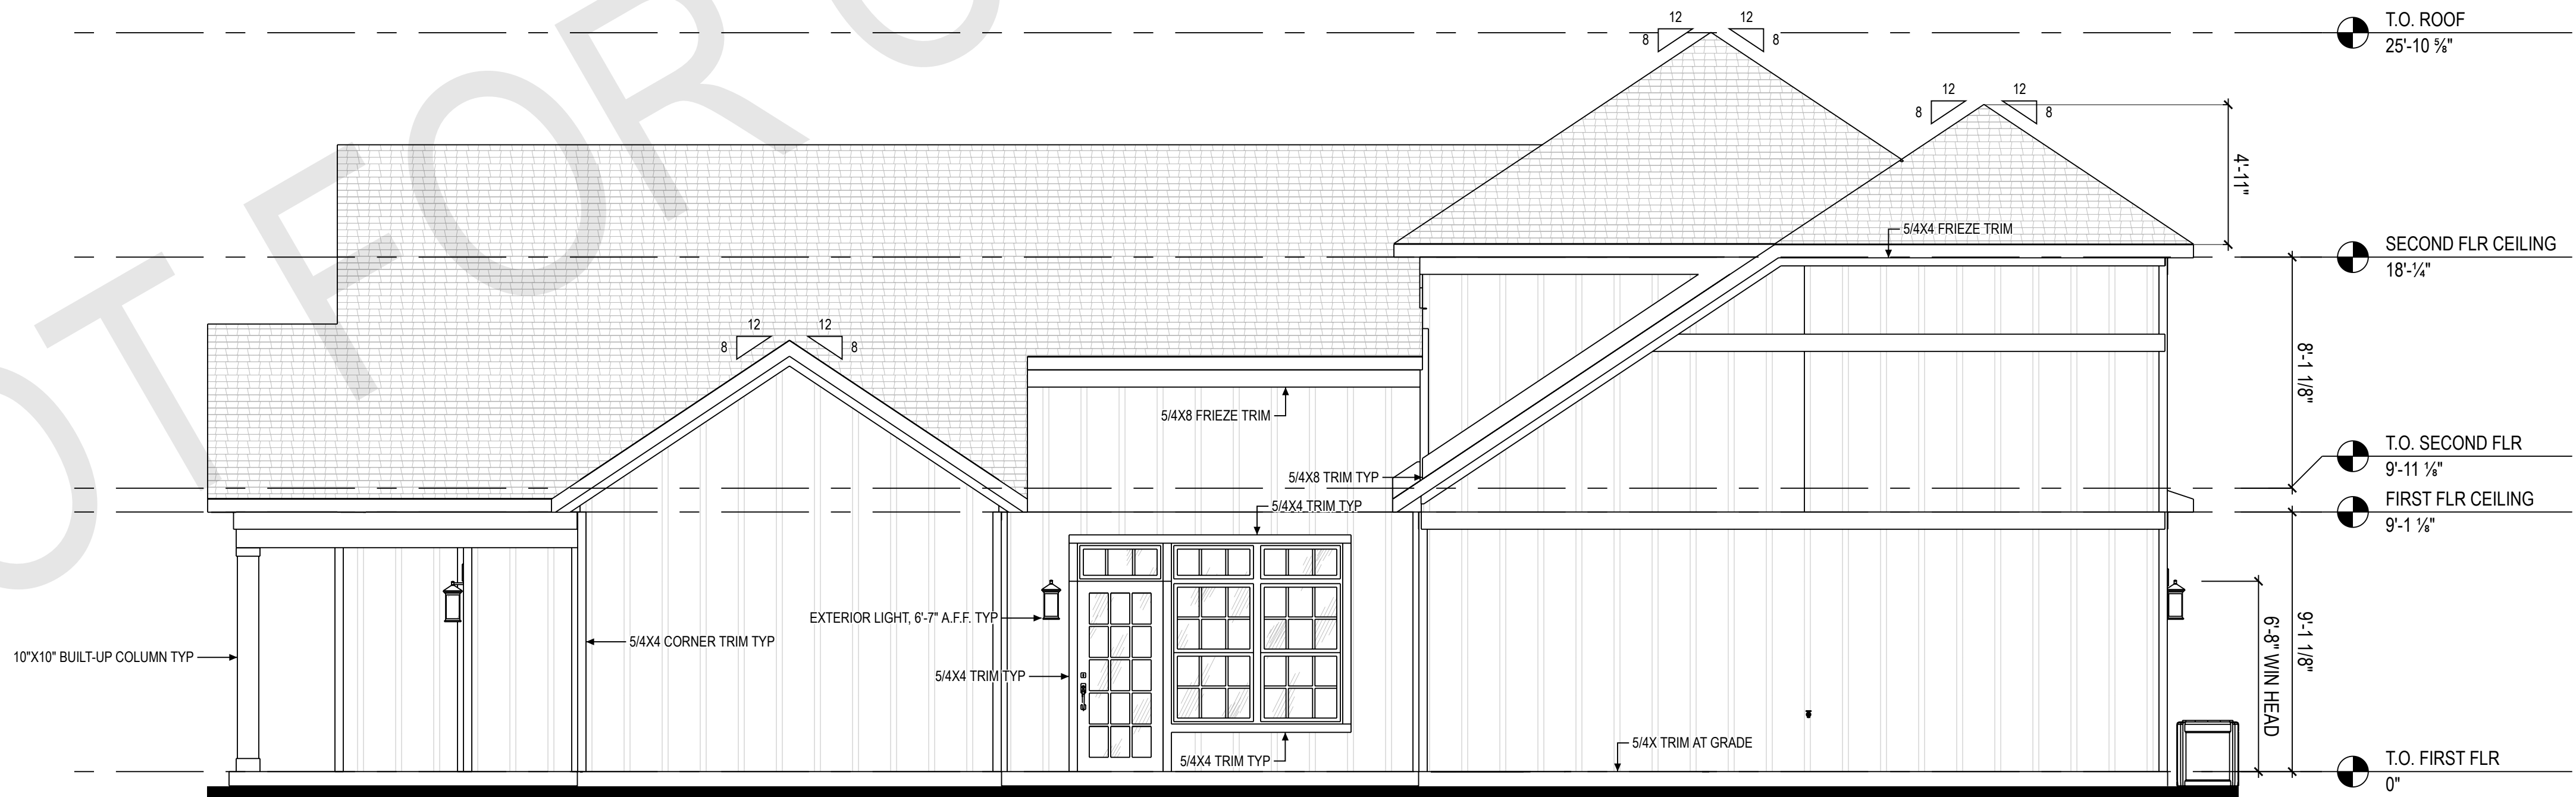 NOT FOR C
12
12
T.O. ROOF
8
8
25'-10 ⅝"
12
12
8
8
4'-11"
5/4X4 FRIEZE TRIM
SECOND FLR CEILING
18'-¼"
12
12
8
8
8'-1 1/8"
5/4X8 FRIEZE TRIM
T.O. SECOND FLR
9'-11 ⅛"
5/4X8 TRIM TYP
FIRST FLR CEILING
9'-1 ⅛"
5/4X4 TRIM TYP
EXTERIOR LIGHT, 6'-7" A.F.F. TYP
5/4X4 CORNER TRIM TYP
10"X10" BUILT-UP COLUMN TYP
9'-1 1/8"
6'-8" WIN HEAD
5/4X4 TRIM TYP
5/4X TRIM AT GRADE
5/4X4 TRIM TYP
T.O. FIRST FLR
0"